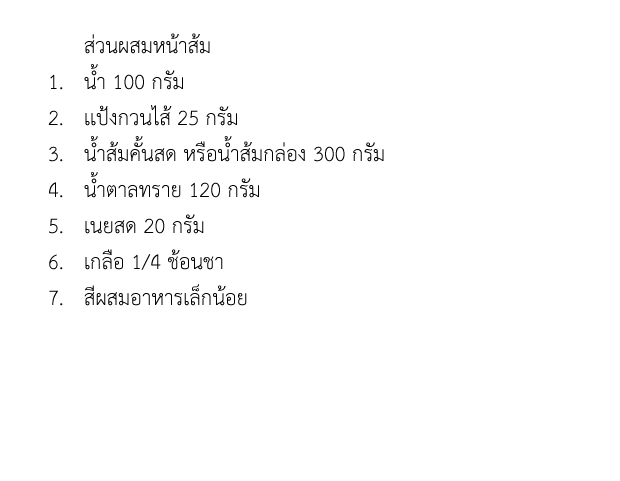 ส่วนผสมหน้าส้ม
1. น้ำ 100 กรัม
2. แป้งกวนไส้ 25 กรัม
3. น้ำส้มคั้นสด หรือน้ำส้มกล่อง 300 กรัม
4. น้ำตาลทราย 120 กรัม
5. เนยสด 20 กรัม
6. เกลือ 1/4 ช้อนชา
7. สีผสมอาหารเล็กน้อย